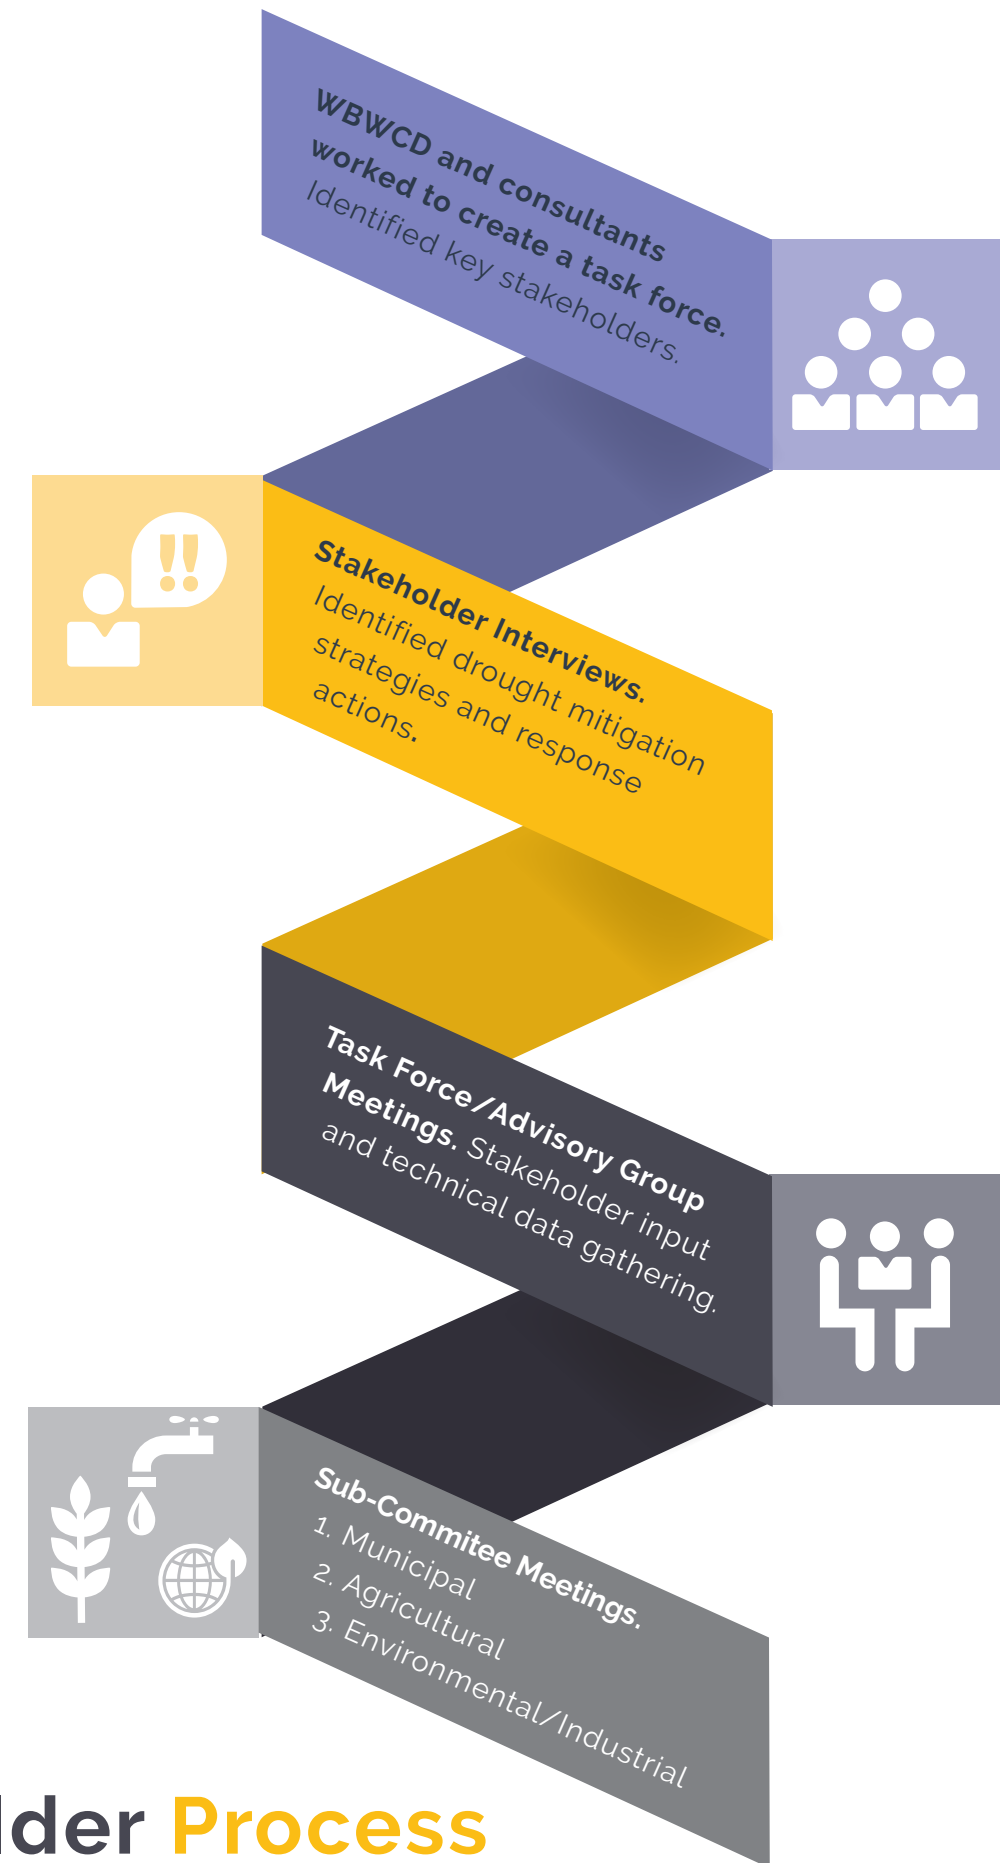 WBWCD and consultants
worked to create a task force.
Identified key stakeholders.
Stakeholder Interviews.
Identified drought mitigation
strategies and response
actions.
Task Force/Advisory Group
Meetings. Stakeholder input
and technical data gathering.
Sub-Commitee Meetings.
1. Municipal
2. Agricultural
3. Environmental/Industrial
lder Process